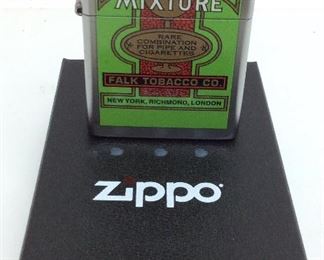 MIXTURE
RARE
COMBINATION
FOR PIPE AND
CIGARETTES
FALK TOBACCO CO.
NEW YORK, RICHMOND, LONDON
zippo